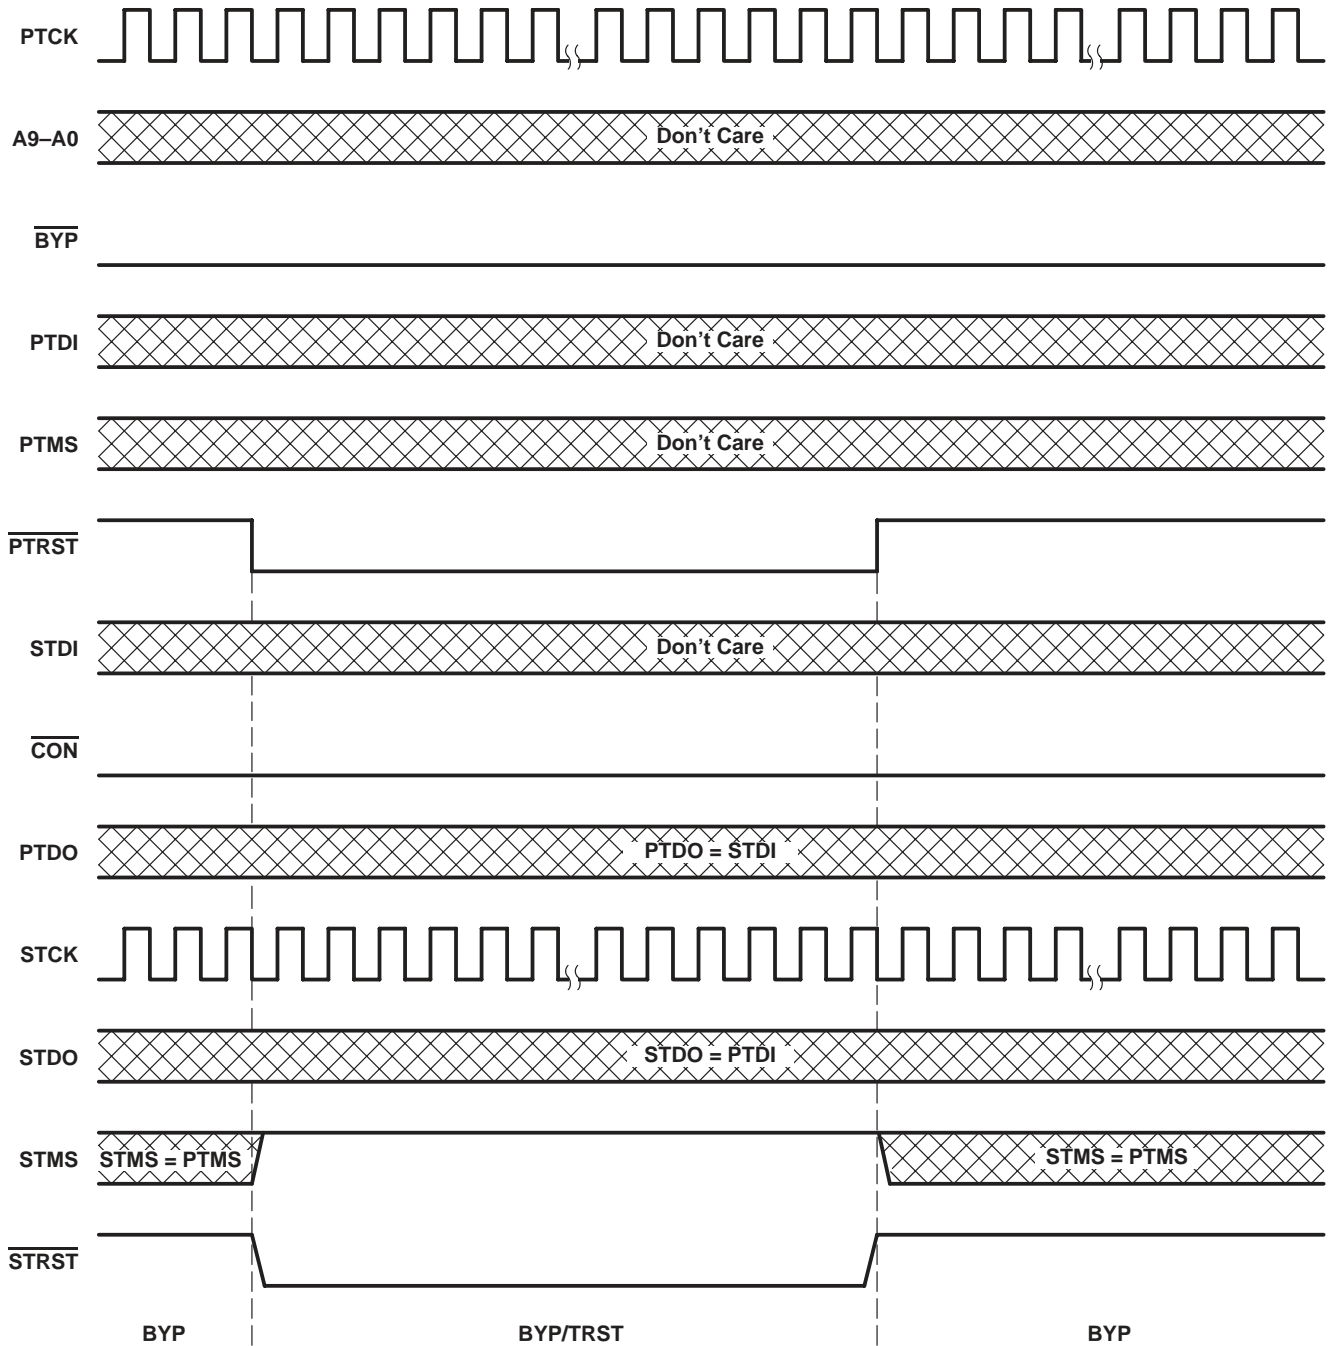 PTCK
A9–A0
Don't Care
BYP
PTDI
Don't Care
PTMS
Don't Care
PTRST
STDI
Don't Care
CON
PTDO
PTDO = STDI
STCK
STDO
STDO = PTDI
STMS
STMS = PTMS
STMS = PTMS
STRST
BYP
BYP/TRST
BYP